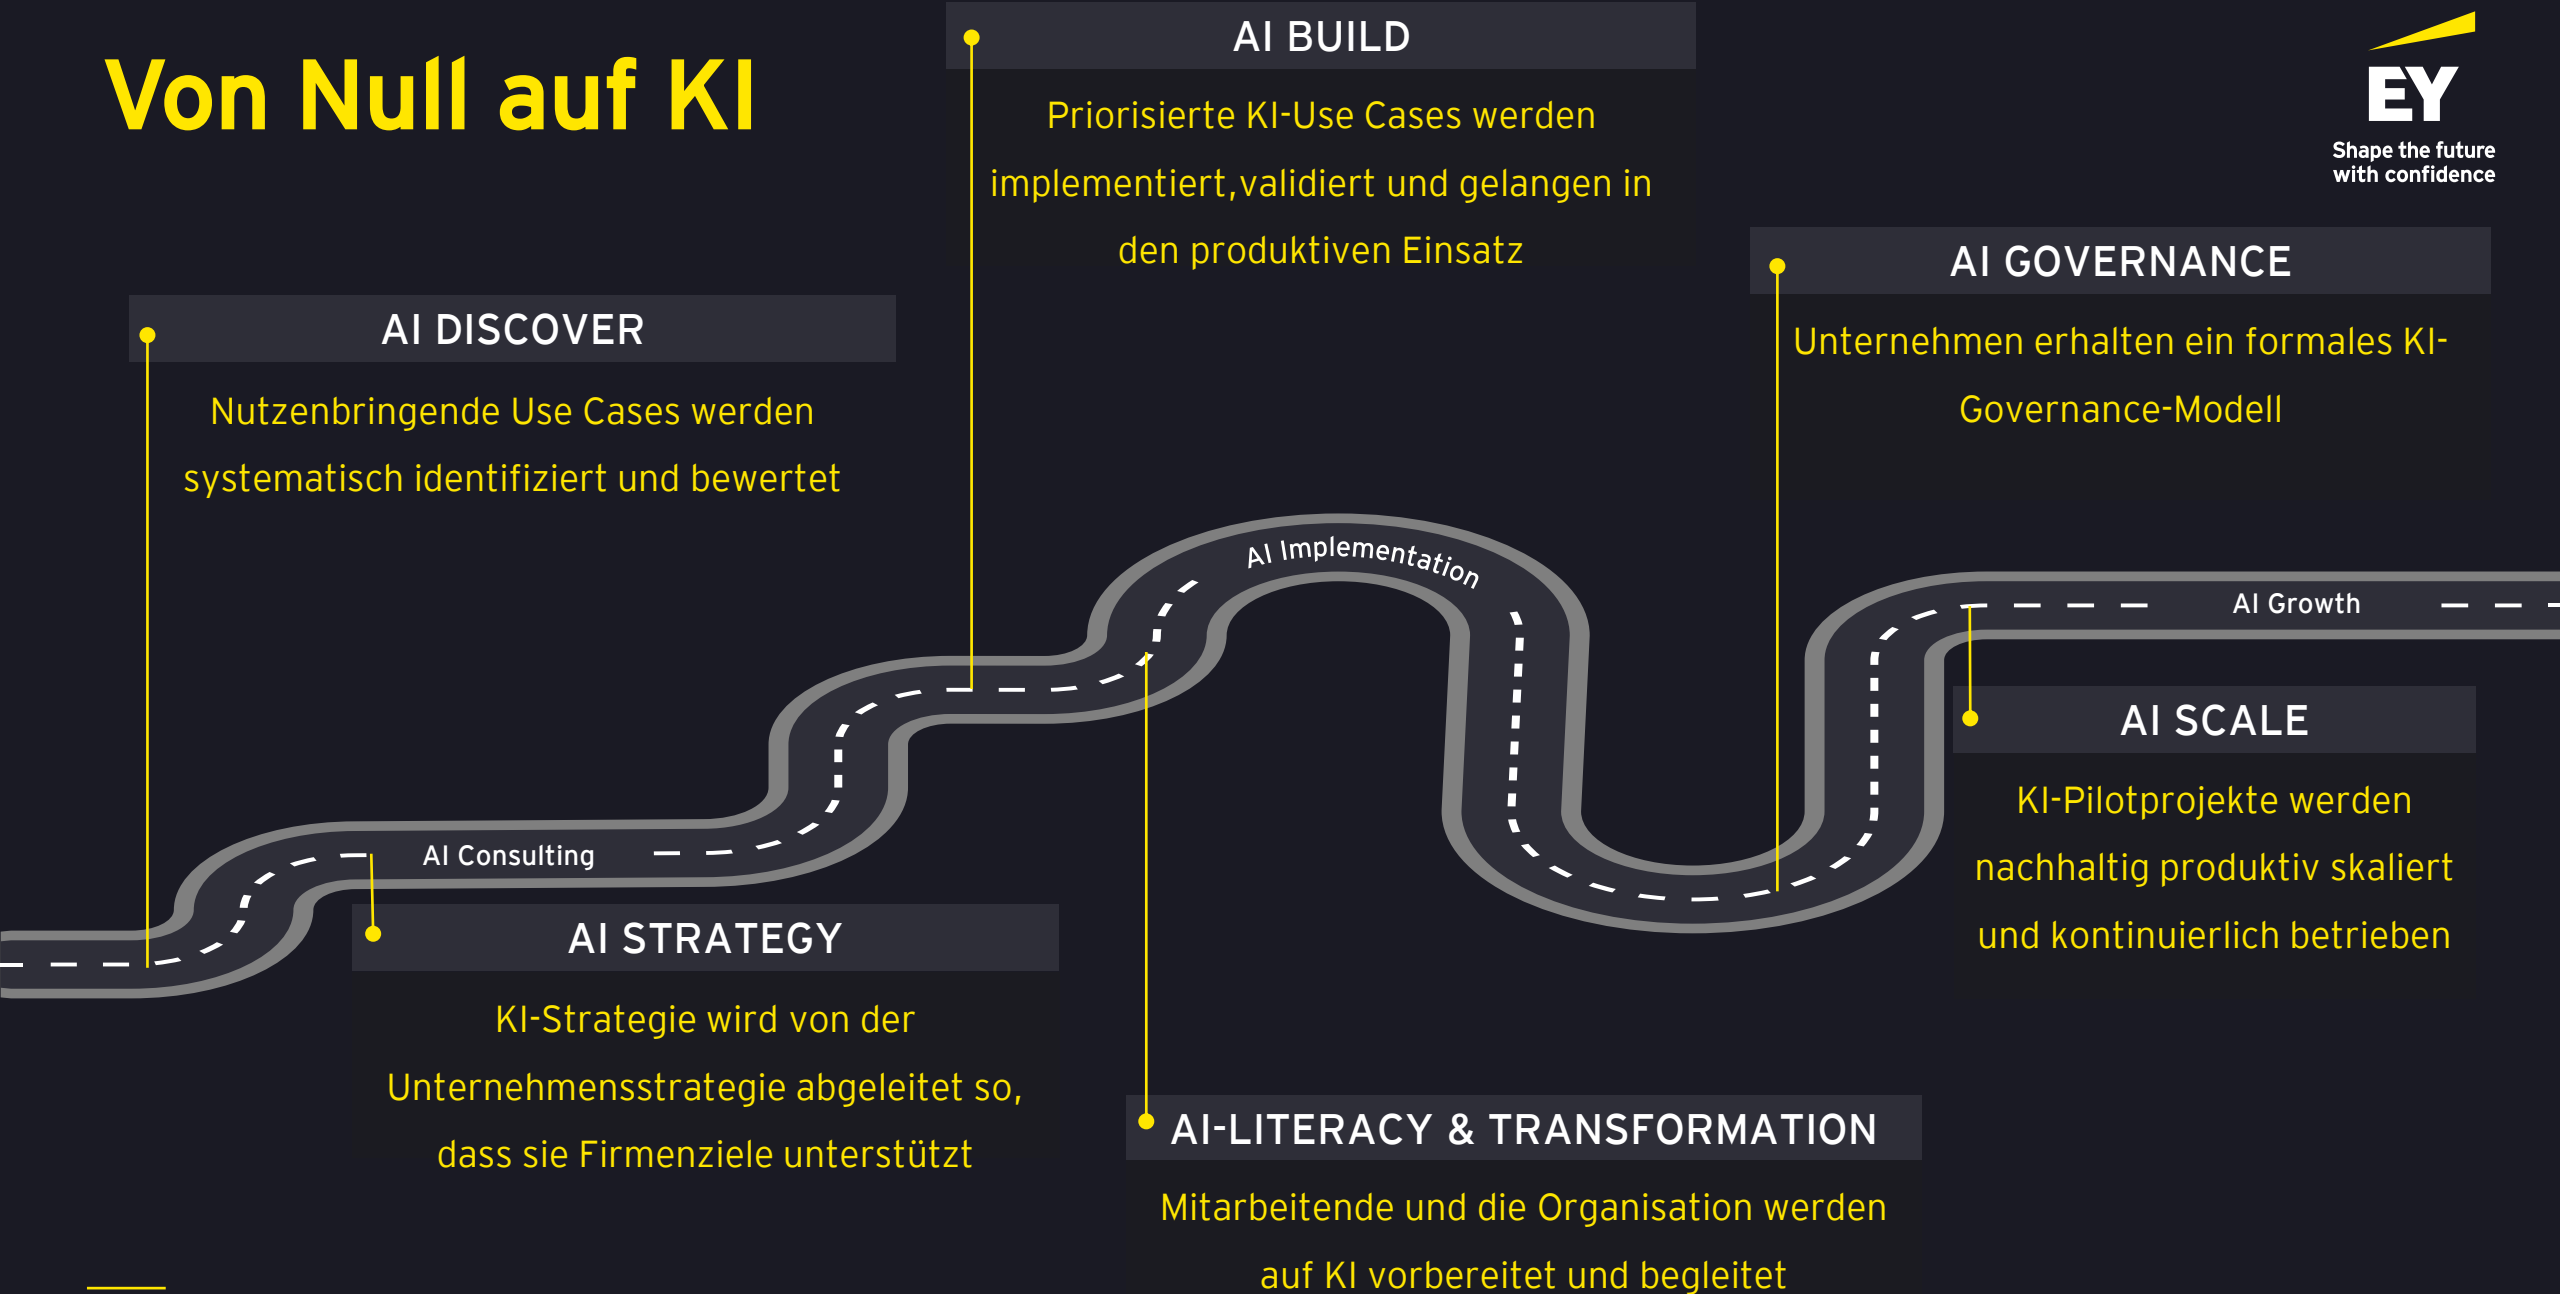 Von Null auf KI
EY
Shape the future
with confidence
AI BUILD
Priorisierte KI-Use Cases werden
implementiert,validiert und gelangen in
den produktiven Einsatz
AI GOVERNANCE
Unternehmen erhalten ein formales KI-
Governance-Modell
AI DISCOVER
Nutzenbringende Use Cases werden
systematisch identifiziert und bewertet
AI Implementation
AI Growth
AI Consulting
AI SCALE
KI-Pilotprojekte werden
nachhaltig produktiv skaliert
und kontinuierlich betrieben
AI STRATEGY
KI-Strategie wird von der
Unternehmensstrategie abgeleitet so,
dass sie Firmenziele unterstützt
AI-LITERACY & TRANSFORMATION
Mitarbeitende und die Organisation werden
auf KI vorbereitet und begleitet